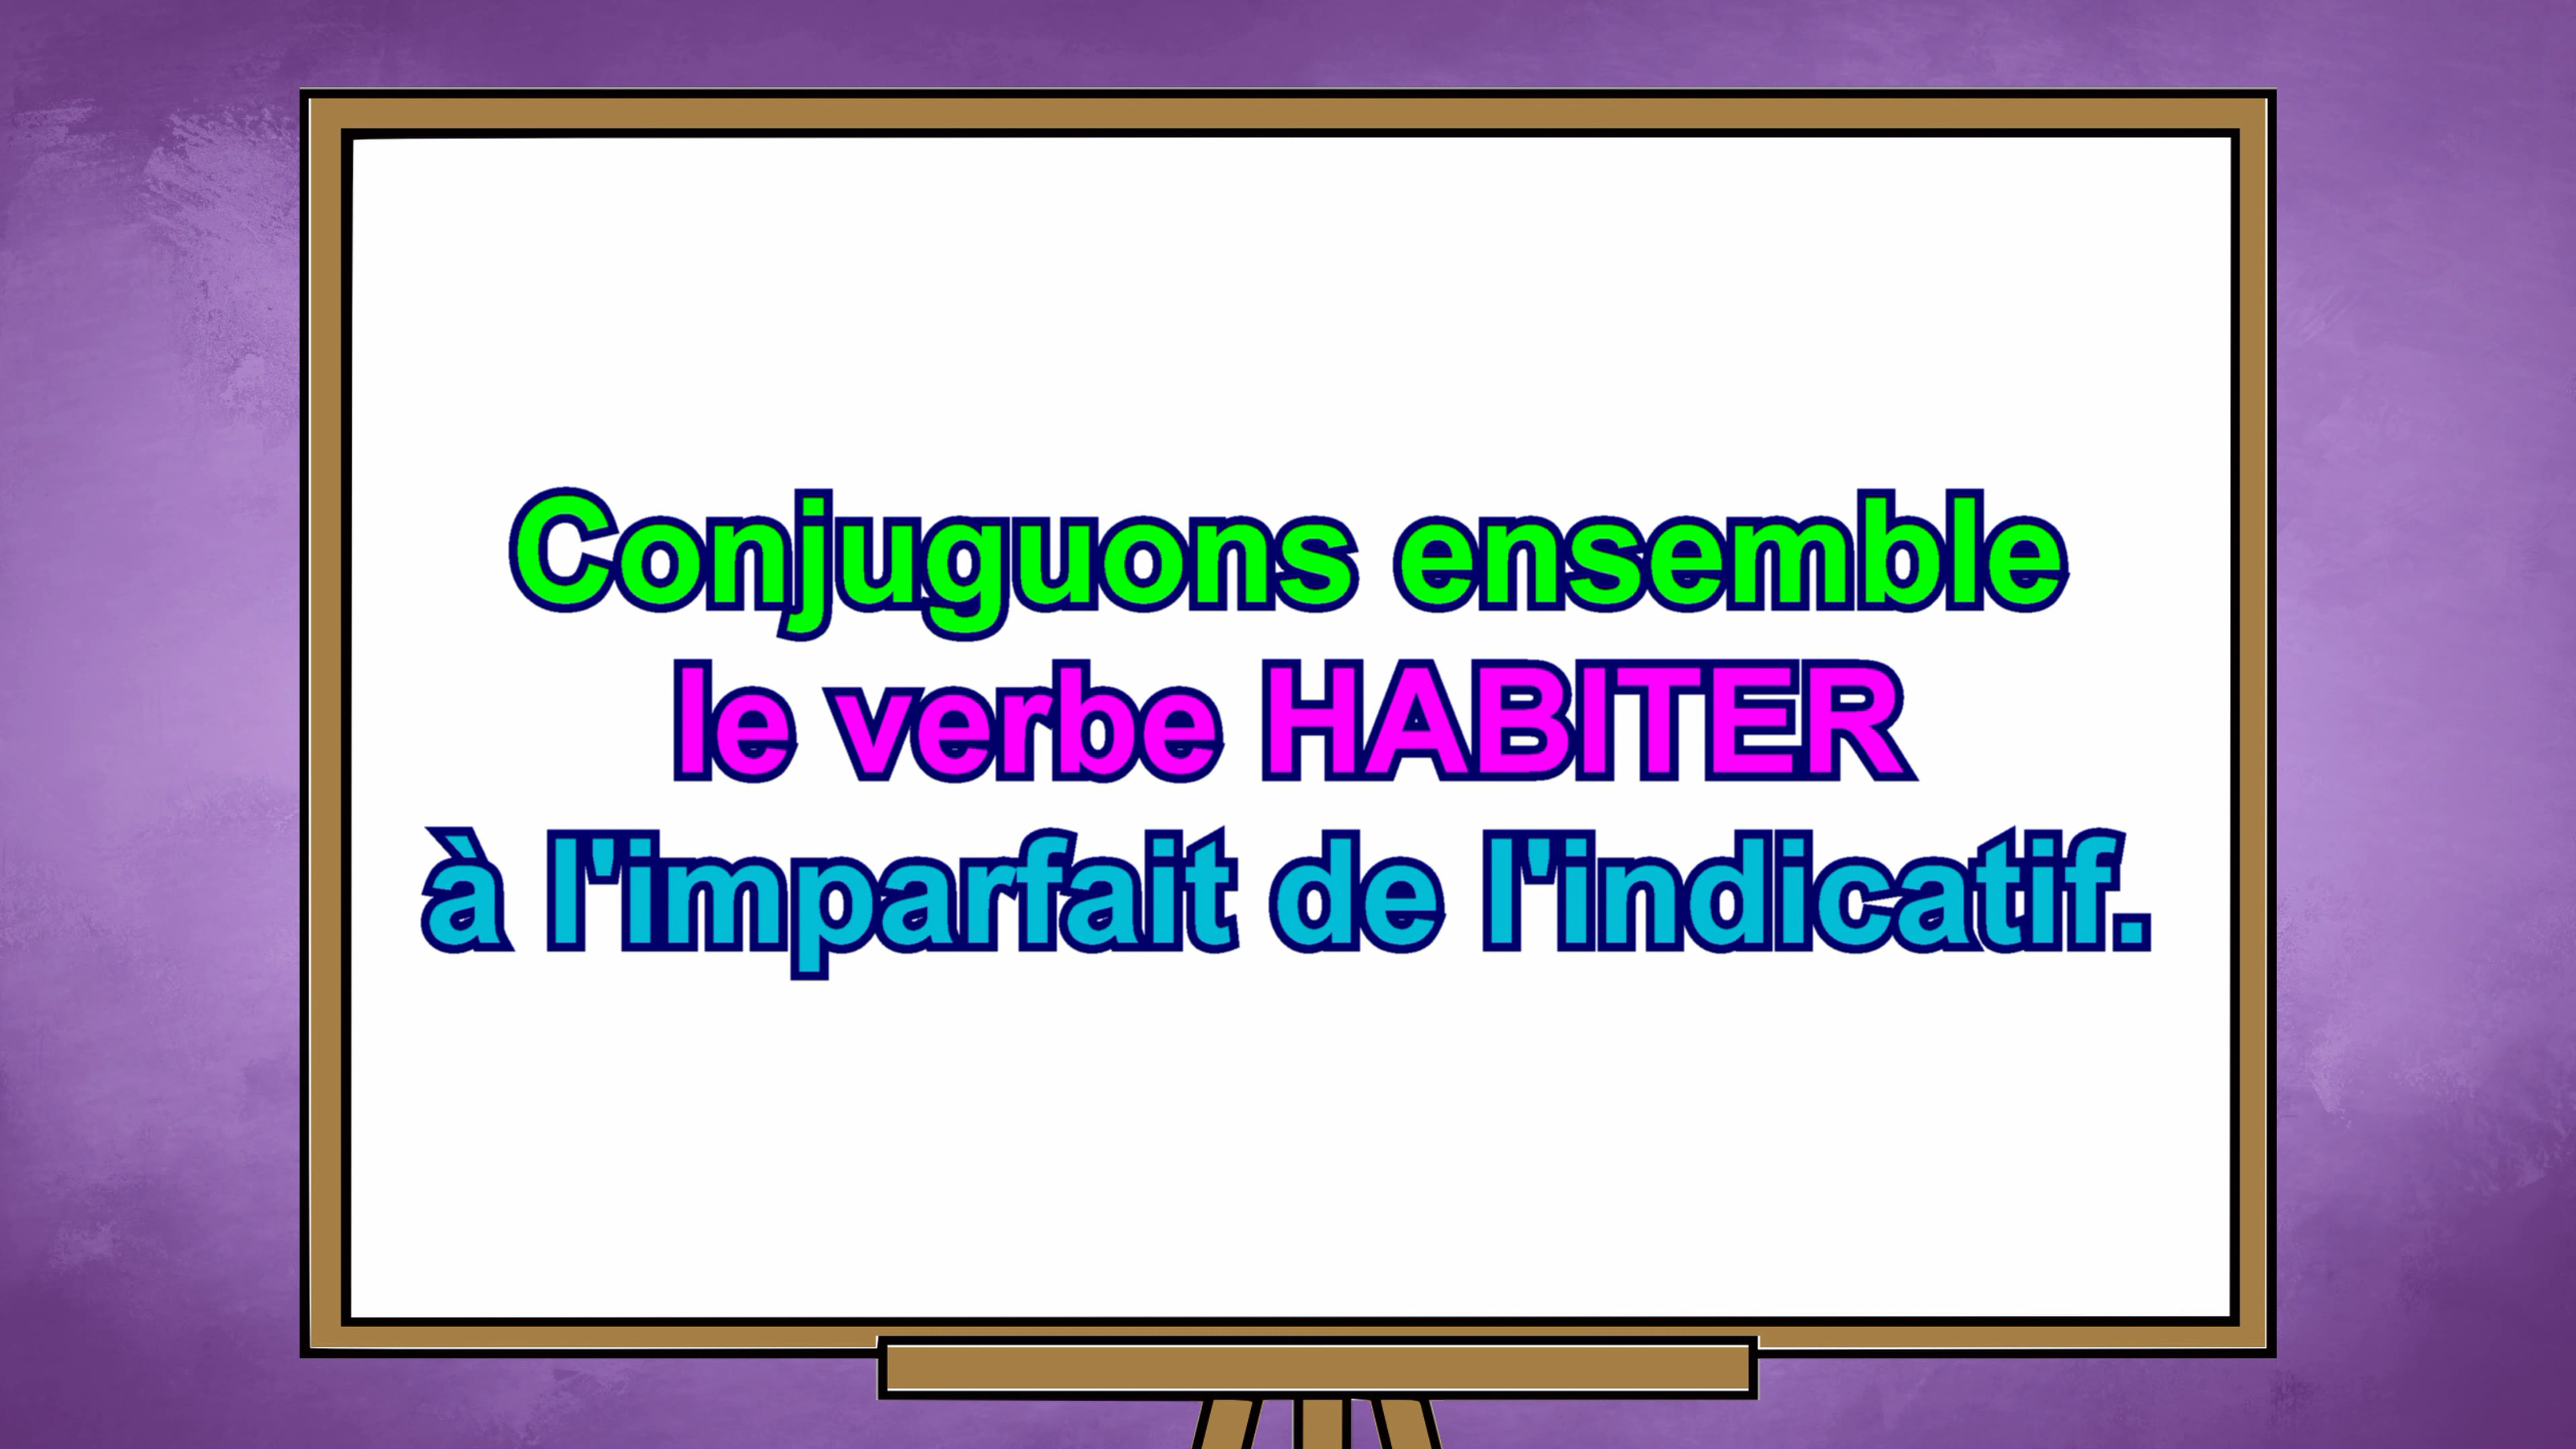 Conjuguons ensemble
le verbe HABITER
à l'imparfait de l'indicatif.